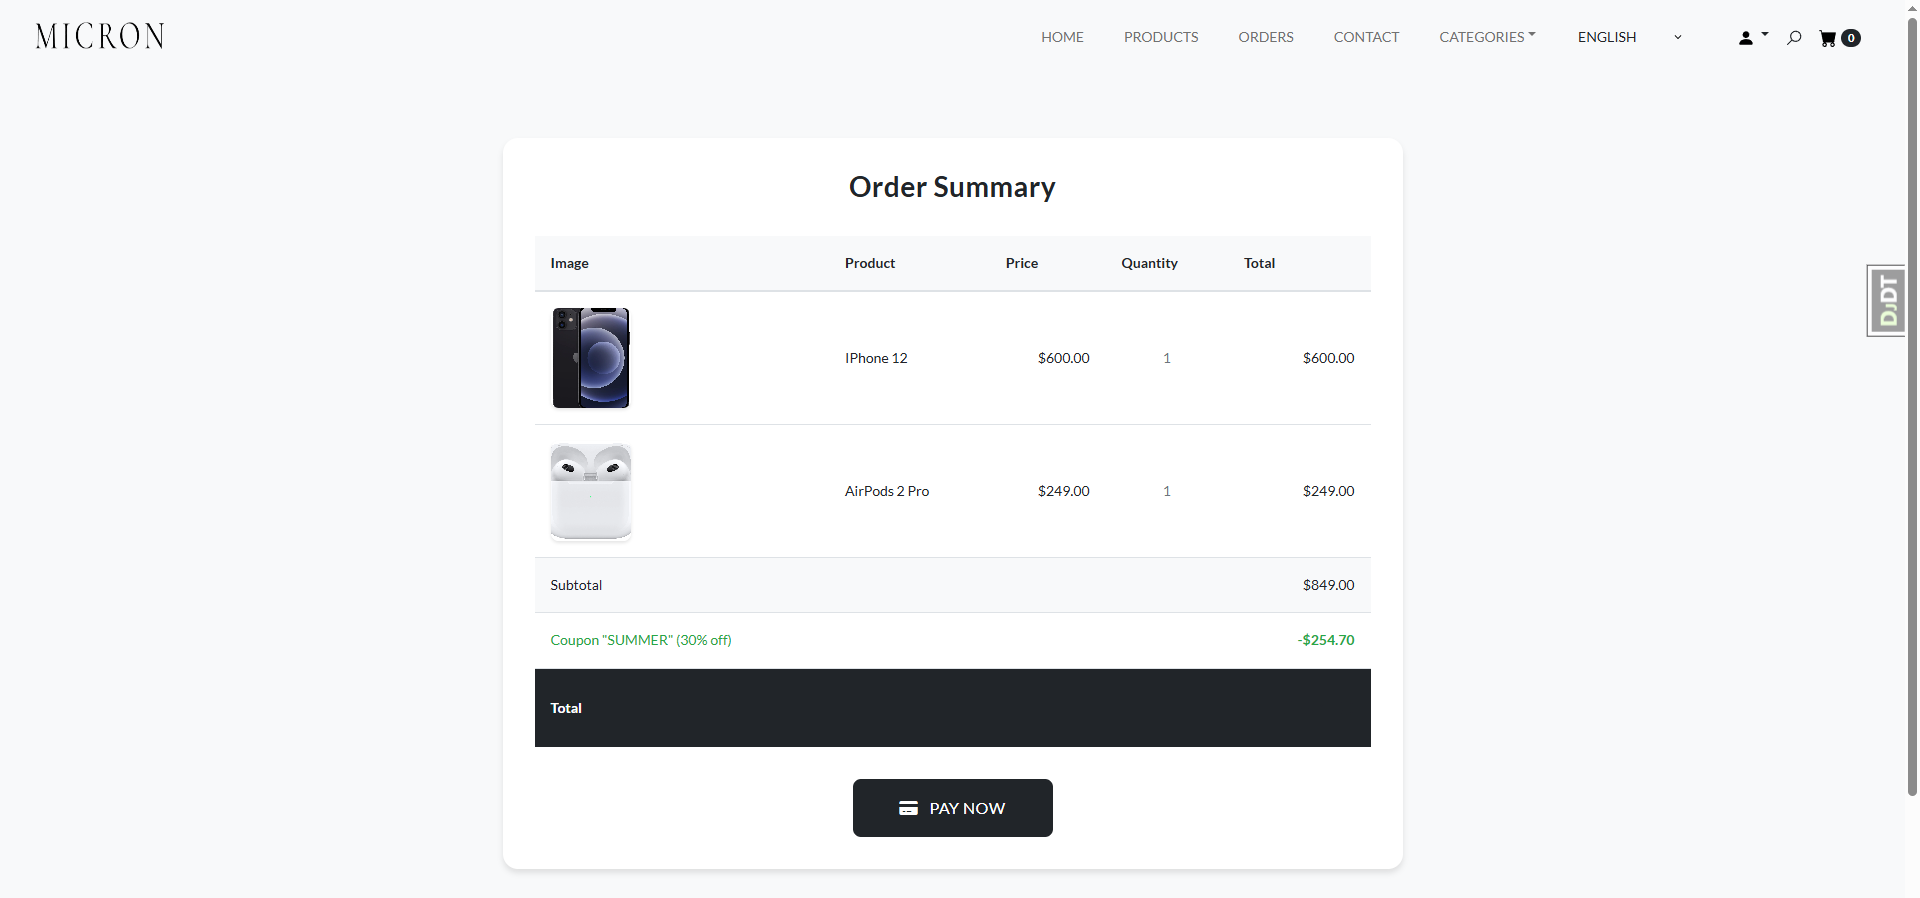 MICRON HOME PRODUCTS ORDERS CONTACT CATEGORIES ENGLISH 0
Order Summary
Image Product Price Quantity Total
IPhone 12 $600.00 1 $600.00
AirPods 2 Pro $249.00 1 $249.00
Subtotal $849.00
Coupon "SUMMER" (30% off) -$254.70
Total
PAY NOW
DJDT